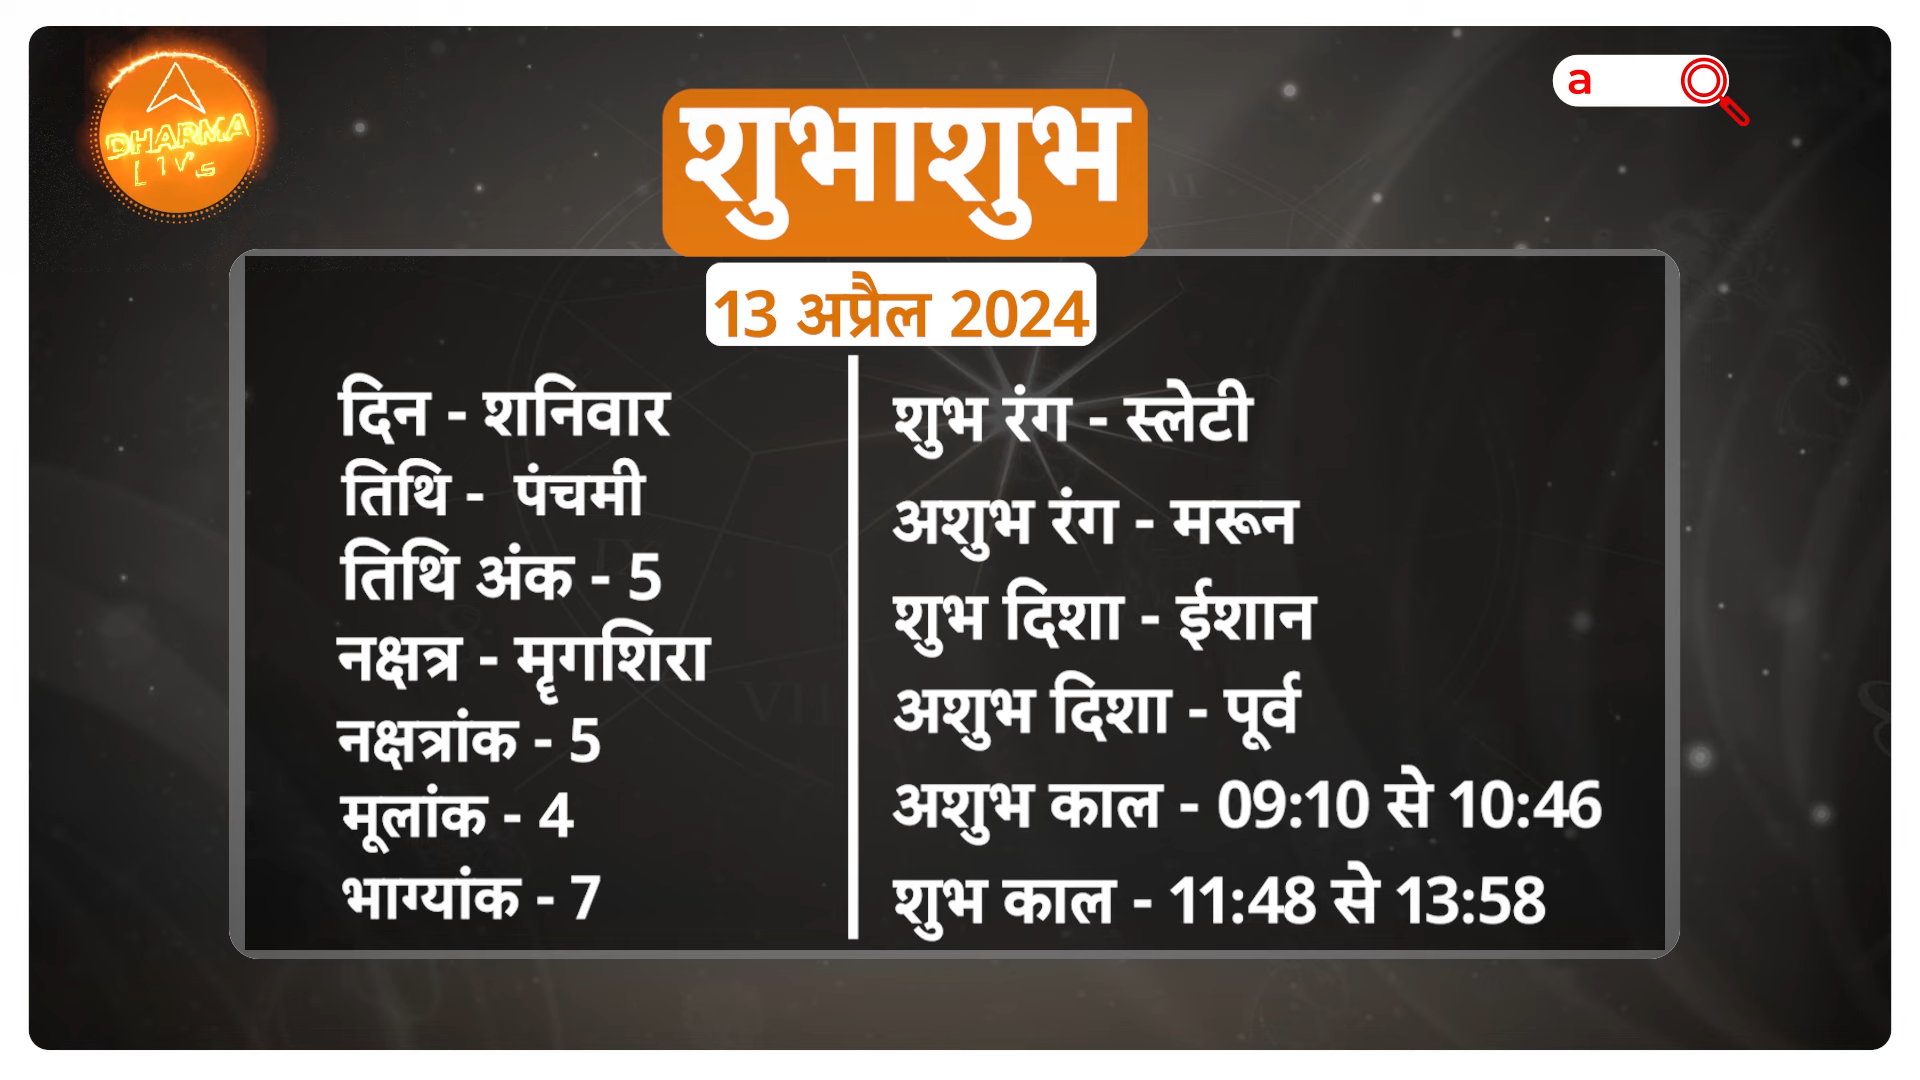 DHARMA
LIVE
a
शुभाशुभ
13 अप्रैल 2024
दिन - शनिवार
तिथि - पंचमी
तिथि अंक - 5
नक्षत्र - मृगशिरा
नक्षत्रांक - 5
मूलांक - 4
भाग्यांक - 7
शुभ रंग - स्लेटी
अशुभ रंग - मरून
शुभ दिशा - ईशान
अशुभ दिशा - पूर्व
अशुभ काल - 09:10 से 10:46
शुभ काल - 11:48 से 13:58